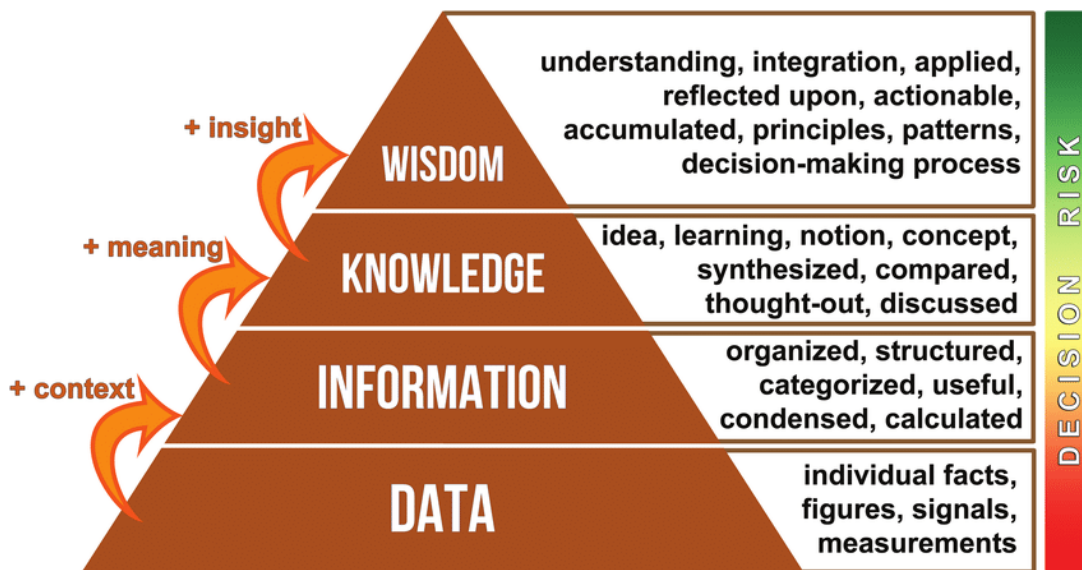 understanding, integration, applied,
reflected upon, actionable,
accumulated, principles, patterns,
decision-making process
+ insight
WISDOM
idea, learning, notion, concept,
synthesized, compared,
thought-out, discussed
+ meaning
KNOWLEDGE
organized, structured,
categorized, useful,
condensed, calculated
+ context
INFORMATION
individual facts,
figures, signals,
measurements
DATA
DECISION RISK